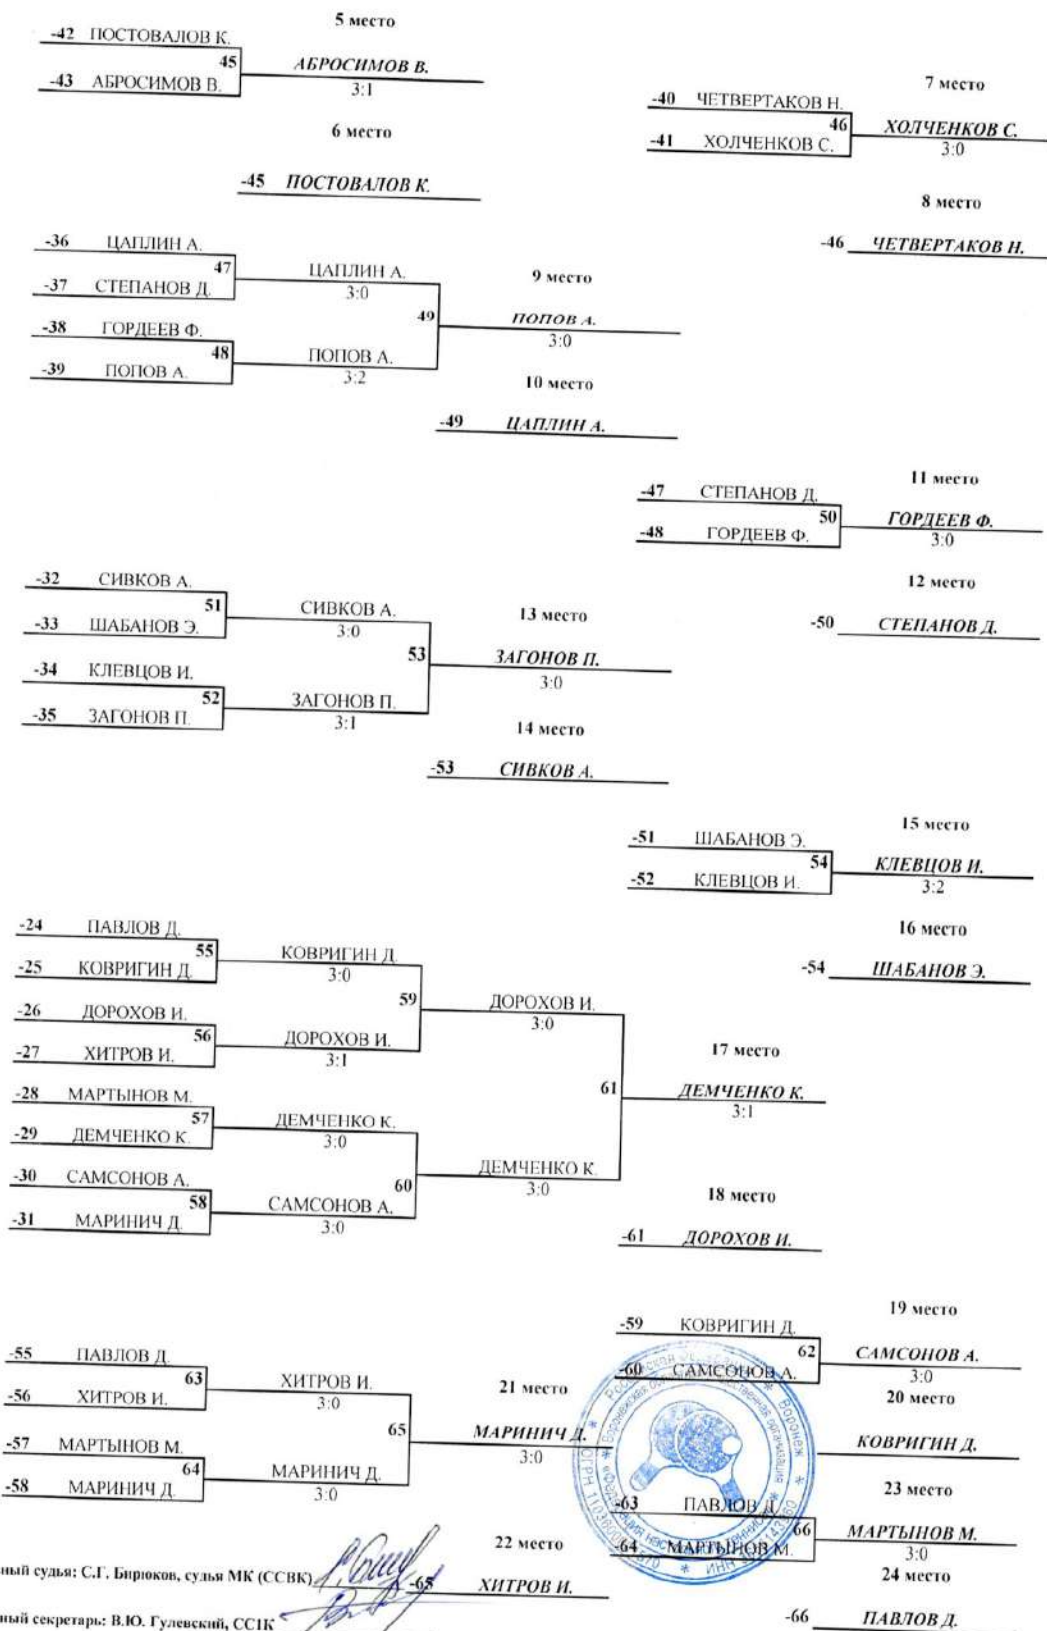 5 место
-42 ПОСТОВАЛОВ К.
45
АБРОСИМОВ В.
-43 АБРОСИМОВ В.
3:1
6 место
-45 ПОСТОВАЛОВ К.
7 место
-40 ЧЕТВЕРТАКОВ Н.
46
ХОЛЧЕНКОВ С.
-41 ХОЛЧЕНКОВ С.
3:0
8 место
-46 ЧЕТВЕРТАКОВ Н.
-36 ЦАПЛИН А.
47
ЦАПЛИН А.
-37 СТЕПАНОВ Д.
3:0
9 место
49
ПОПОВ А.
3:0
-38 ГОРДЕЕВ Ф.
48
ПОПОВ А.
-39 ПОПОВ А.
3:2
10 место
-49 ЦАПЛИН А.
11 место
-47 СТЕПАНОВ Д.
50
ГОРДЕЕВ Ф.
-48 ГОРДЕЕВ Ф.
3:0
12 место
-50 СТЕПАНОВ Д.
-32 СИВКОВ А.
51
СИВКОВ А.
-33 ШАБАНОВ Э.
3:0
13 место
53
ЗАГОНОВ П.
3:0
-34 КЛЕВЦОВ И.
52
ЗАГОНОВ П.
-35 ЗАГОНОВ П.
3:1
14 место
-53 СИВКОВ А.
15 место
-51 ШАБАНОВ Э.
54
КЛЕВЦОВ И.
-52 КЛЕВЦОВ И.
3:2
16 место
-54 ШАБАНОВ Э.
-24 ПАВЛОВ Д.
55
КОВРИГИН Д.
-25 КОВРИГИН Д.
3:0
59
ДОРОХОВ И.
3:0
-26 ДОРОХОВ И.
56
ДОРОХОВ И.
-27 ХИТРОВ И.
3:1
17 место
61
ДЕМЧЕНКО К.
3:1
-28 МАРТЫНОВ М.
57
ДЕМЧЕНКО К.
-29 ДЕМЧЕНКО К.
3:0
60
ДЕМЧЕНКО К.
3:0
-30 САМСОНОВ А.
58
САМСОНОВ А.
-31 МАРИНИЧ Д.
3:0
18 место
-61 ДОРОХОВ И.
19 место
-59 КОВРИГИН Д.
62
САМСОНОВ А.
-60 САМСОНОВ А.
3:0
20 место
КОВРИГИН Д.
-55 ПАВЛОВ Д.
63
ХИТРОВ И.
-56 ХИТРОВ И.
3:0
21 место
65
МАРИНИЧ Д.
3:0
-57 МАРТЫНОВ М.
64
МАРИНИЧ Д.
-58 МАРИНИЧ Д.
3:0
23 место
-63 ПАВЛОВ Д.
66
МАРТЫНОВ М.
-64 МАРТЫНОВ М.
3:0
22 место
-65 ХИТРОВ И.
24 место
-66 ПАВЛОВ Д.
ный судья: С.Г. Бирюков, судья МК (ССВК)
ный секретарь: В.Ю. Гулевский, СС1К